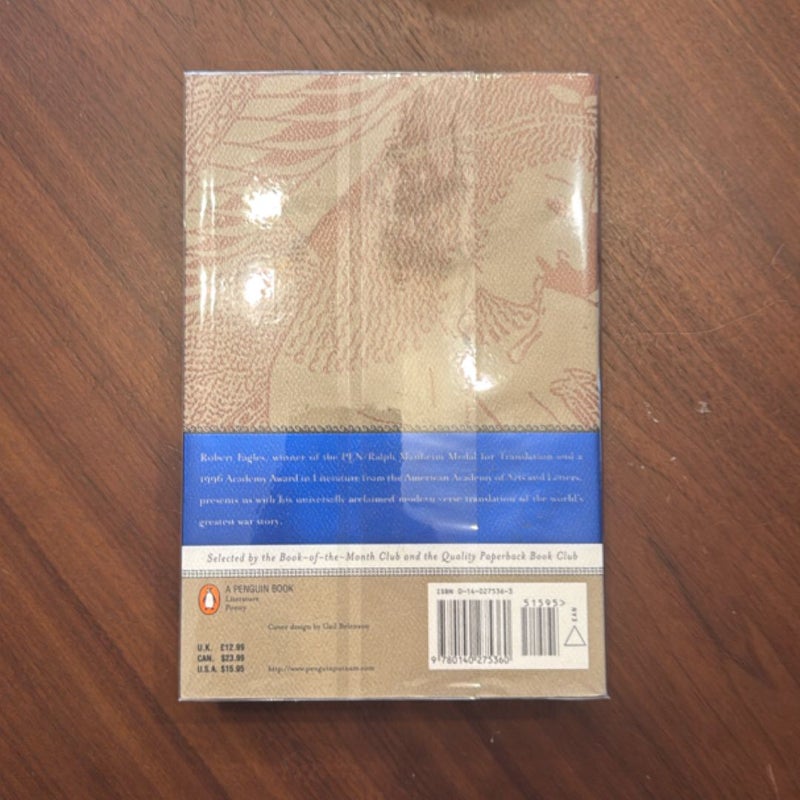 Robert Fagles, winner of the PEN/Ralph Manheim Medal for Translation and a
1996 Academy Award in Literature from the American Academy of Arts and Letters,
presents us with his universally acclaimed modern verse translation of the world's
greatest war story.
Selected by the Book-of-the-Month Club and the Quality Paperback Book Club
A PENGUIN BOOK
Literature
Poetry
Cover design by Gail Belenson
U.K. £12.99
CAN. $23.99
U.S.A. $15.95
http://www.penguinputnam.com
ISBN 0-14-027536-3
51595>
9 780140 275360
EAN